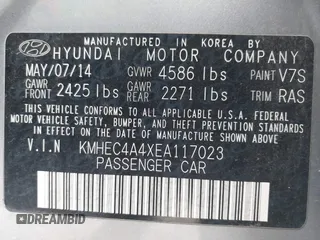 MANUFACTURED IN KOREA BY
HYUNDAI MOTOR COMPANY
MAY/07/14 GVWR 4586 lbs PAINT V7S
GAWR FRONT 2425 lbs GAWR REAR 2271 lbs TRIM RAS
THIS VEHICLE CONFORMS TO ALL APPLICABLE U.S.A FEDERAL
MOTOR VEHICLE SAFETY, BUMPER, AND THEFT PREVENTION
STANDARDS IN EFFECT ON THE DATE OF MANUFACTURE SHOWN ABOVE.
V.I.N KMHEC4A4XEA117023
PASSENGER CAR
DREAMBID